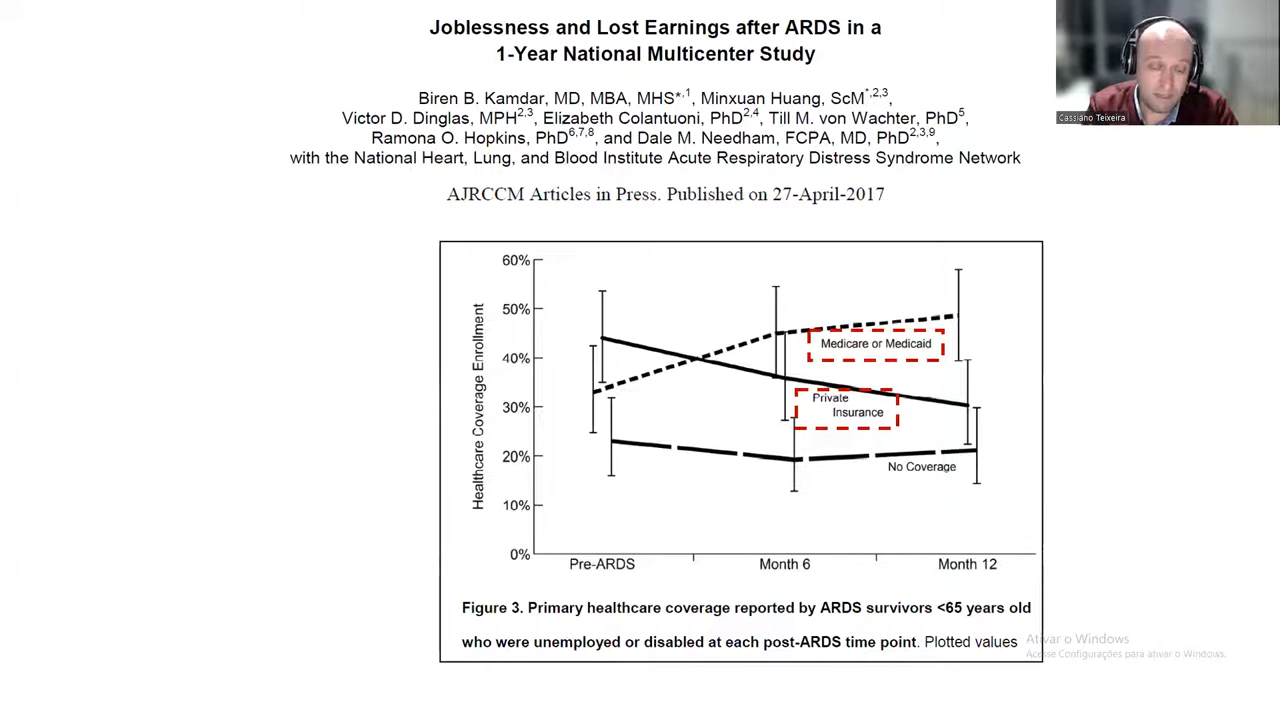 Joblessness and Lost Earnings after ARDS in a
1-Year National Multicenter Study
Biren B. Kamdar, MD, MBA, MHS*,1, Minxuan Huang, ScM*,2,3,
Victor D. Dinglas, MPH2,3, Elizabeth Colantuoni, PhD2,4, Till M. von Wachter, PhD5,
Ramona O. Hopkins, PhD6,7,8, and Dale M. Needham, FCPA, MD, PhD2,3,9,
with the National Heart, Lung, and Blood Institute Acute Respiratory Distress Syndrome Network
AJRCCM Articles in Press. Published on 27-April-2017
Cassiano Teixeira
Healthcare Coverage Enrollment
60%
50%
40%
30%
20%
10%
0%
Medicare or Medicaid
Private
Insurance
No Coverage
Pre-ARDS
Month 6
Month 12
Figure 3. Primary healthcare coverage reported by ARDS survivors <65 years old
who were unemployed or disabled at each post-ARDS time point. Plotted values
Ativar o Windows
Acesse Configurações para ativar o Windows.